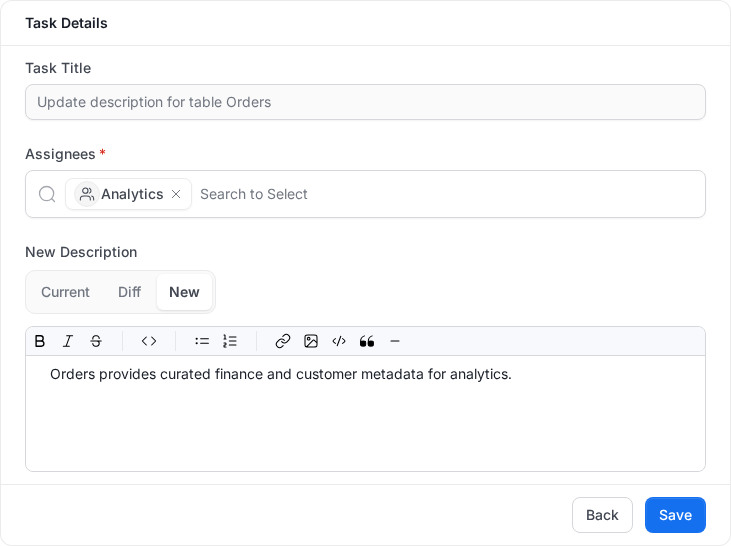 Task Details
Task Title
Update description for table Orders
Assignees *
Analytics Search to Select
New Description
Current Diff New
Orders provides curated finance and customer metadata for analytics.
Back Save